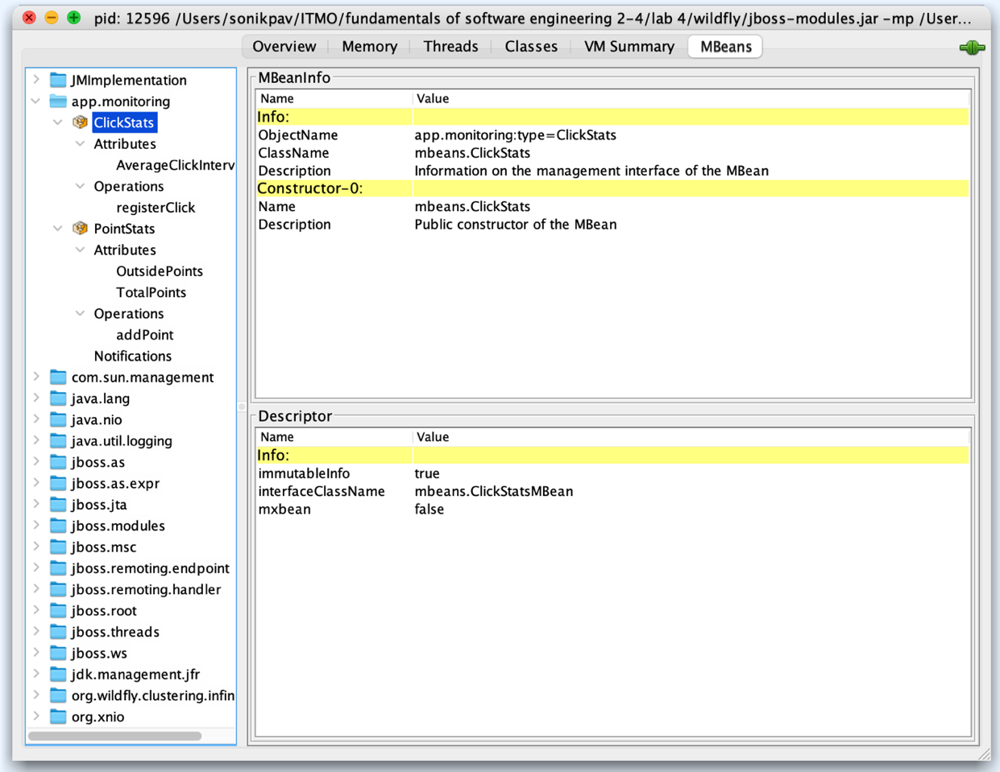 pid: 12596 /Users/sonikpav/ITMO/fundamentals of software engineering 2-4/lab 4/wildfly/jboss-modules.jar -mp /User...
Overview Memory Threads Classes VM Summary MBeans
JMImplementation
app.monitoring
ClickStats
Attributes
AverageClickInterv
Operations
registerClick
PointStats
Attributes
OutsidePoints
TotalPoints
Operations
addPoint
Notifications
com.sun.management
java.lang
java.nio
java.util.logging
jboss.as
jboss.as.expr
jboss.jta
jboss.modules
jboss.msc
jboss.remoting.endpoint
jboss.remoting.handler
jboss.root
jboss.threads
jboss.ws
jdk.management.jfr
org.wildfly.clustering.infin
org.xnio
MBeanInfo
Name Value
Info:
ObjectName app.monitoring:type=ClickStats
ClassName mbeans.ClickStats
Description Information on the management interface of the MBean
Constructor-0:
Name mbeans.ClickStats
Description Public constructor of the MBean
Descriptor
Name Value
Info:
immutableInfo true
interfaceClassName mbeans.ClickStatsMBean
mxbean false